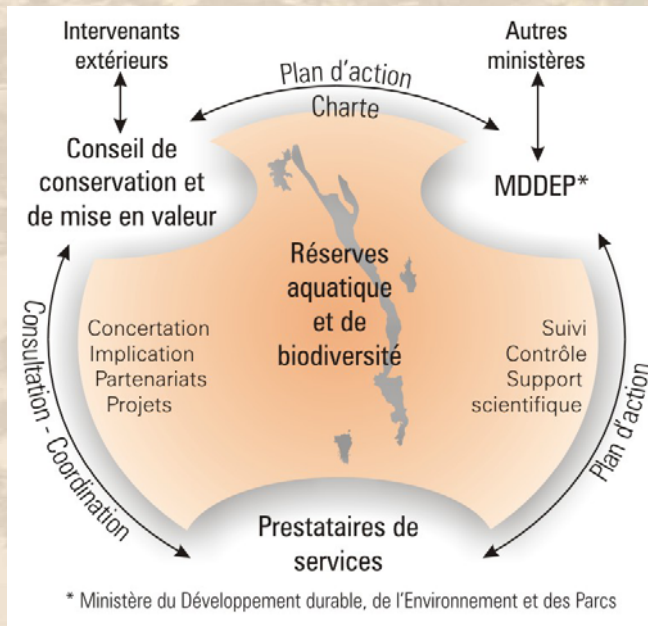 Intervenants
extérieurs
Autres
ministères
Plan d'action
Charte
Conseil de
conservation et
de mise en valeur
MDDEP*
Réserves
aquatique
et de
biodiversité
Concertation
Implication
Partenariats
Projets
Suivi
Contrôle
Support
scientifique
Consultation - Coordination
Plan d'action
Prestataires de
services
* Ministère du Développement durable, de l'Environnement et des Parcs